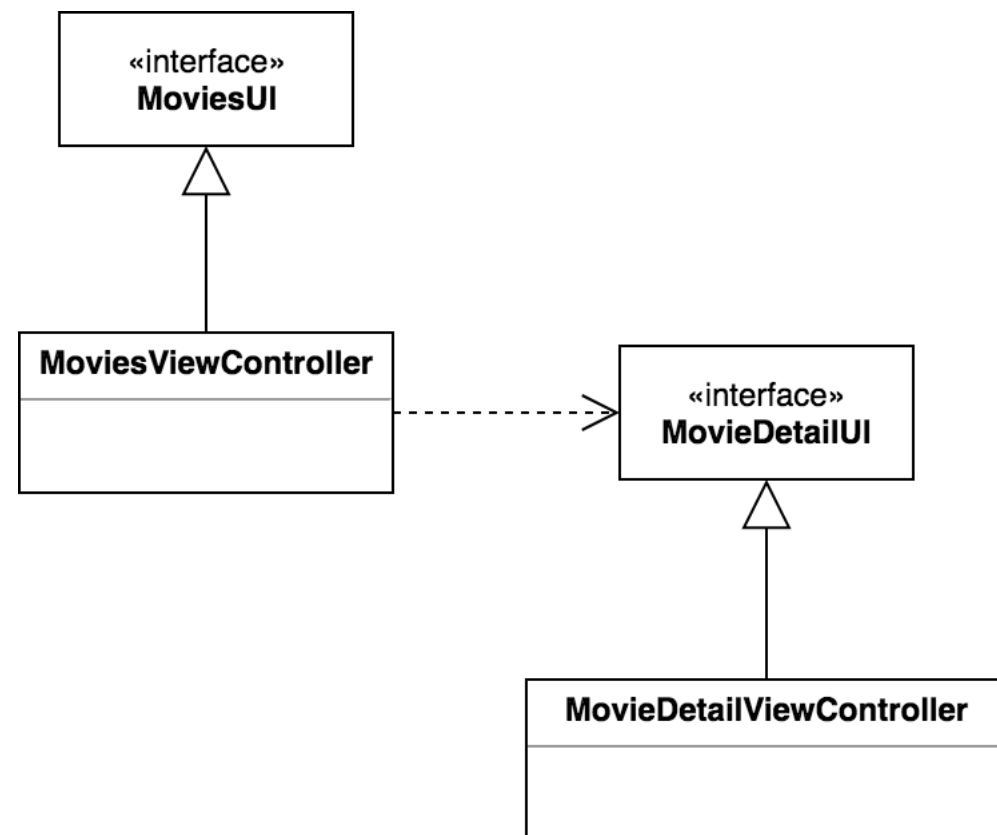 «interface»
MoviesUI
MoviesViewController
«interface»
MovieDetailUI
MovieDetailViewController